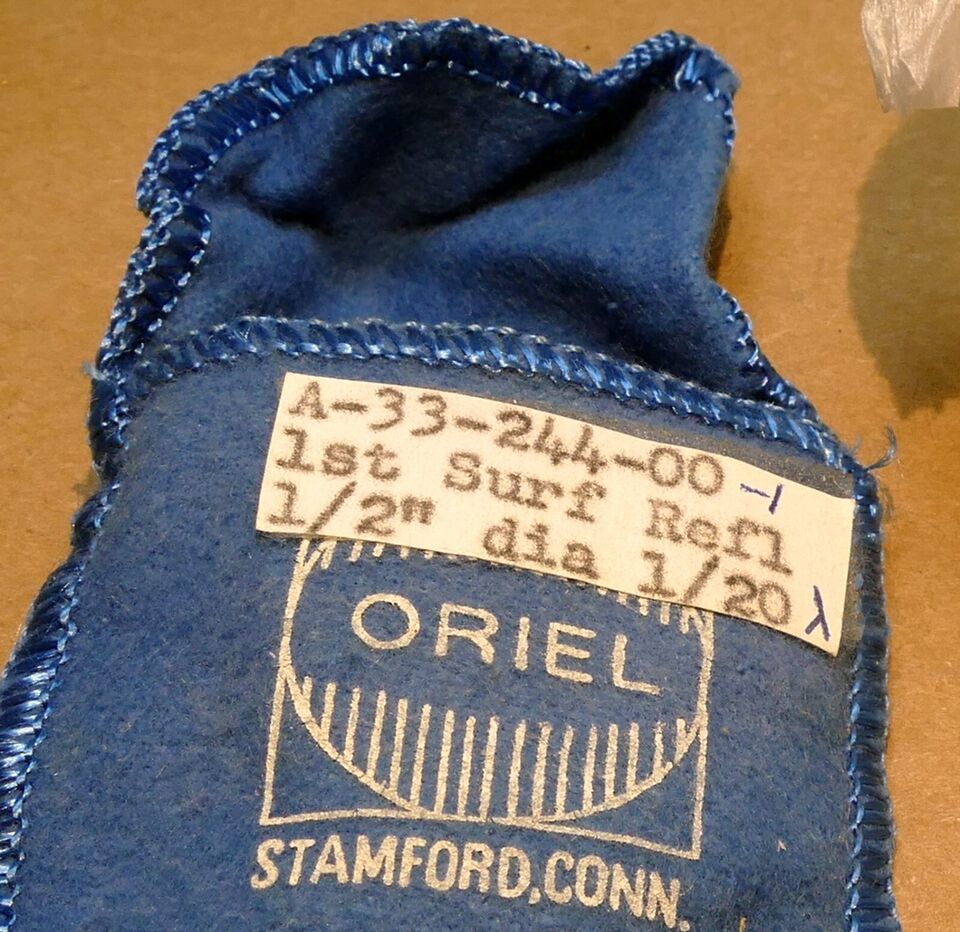 A-33-244-00 -1
1st Surf Refl
1/2" dia 1/20 λ
ORIEL
STAMFORD, CONN.